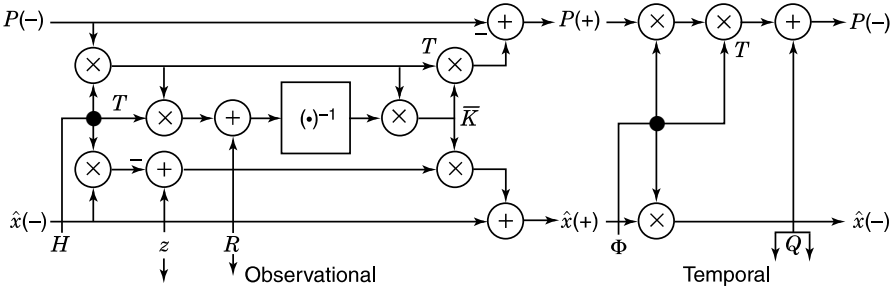 P(−) − P(+) P(−)
T T
T (•)⁻¹ K̅
−
x̂(−) x̂(+) x̂(−)
H z R Φ Q
Observational Temporal